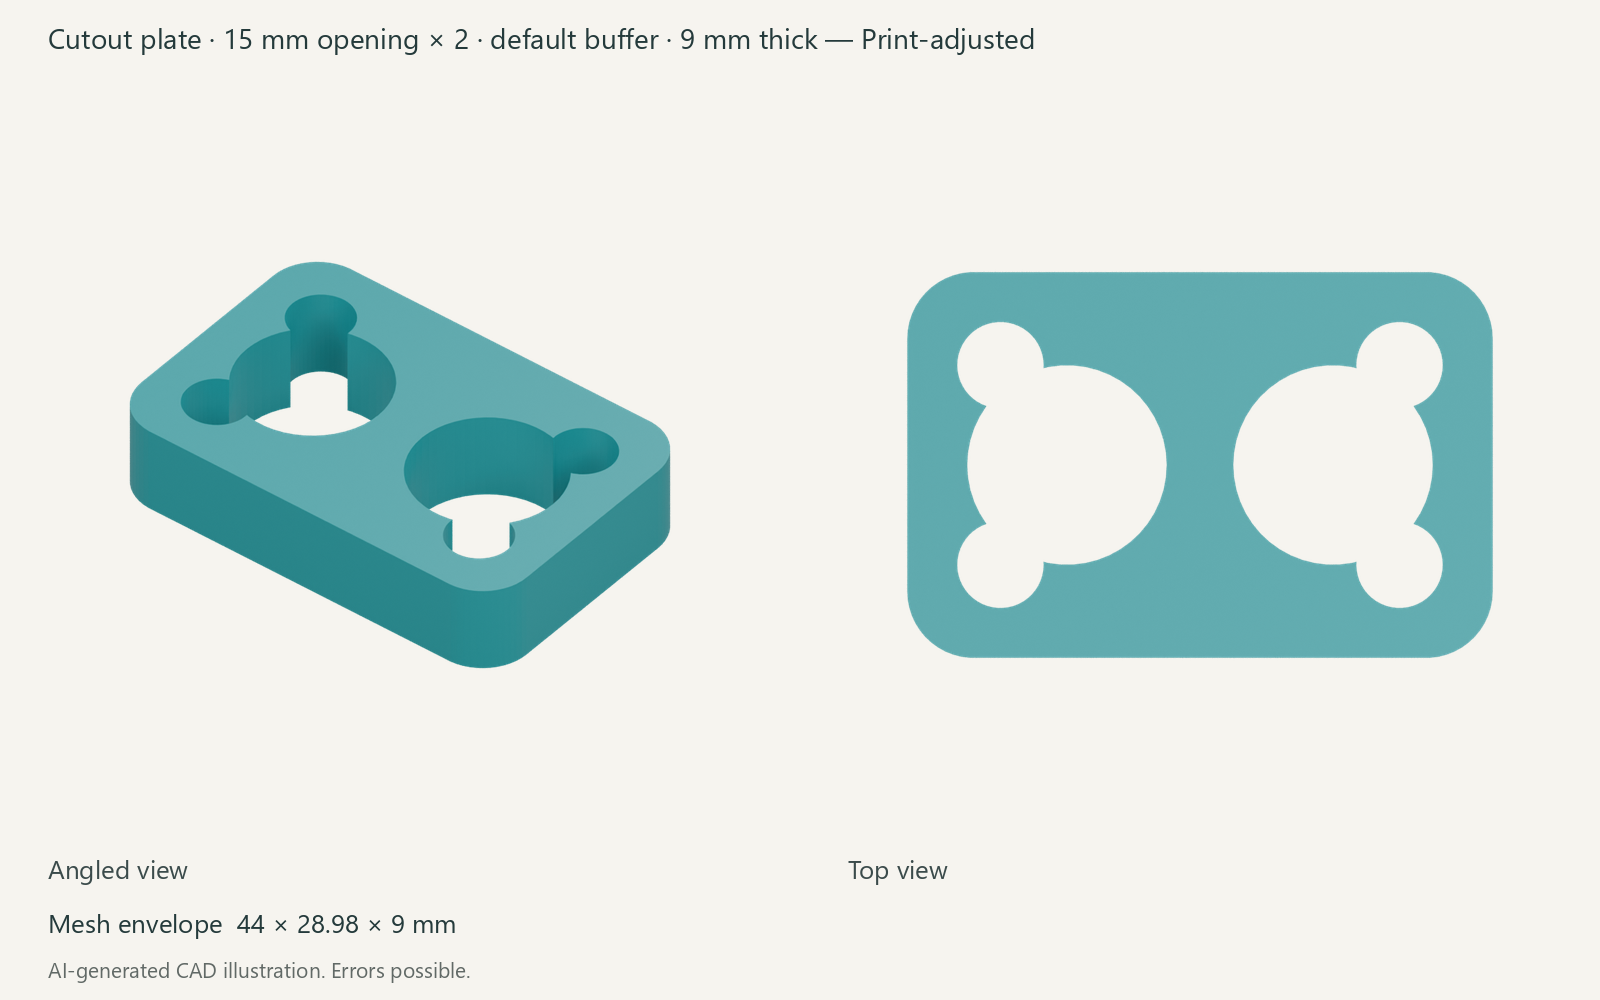 Cutout plate · 15 mm opening × 2 · default buffer · 9 mm thick — Print-adjusted
Angled view
Top view
Mesh envelope 44 × 28.98 × 9 mm
AI-generated CAD illustration. Errors possible.